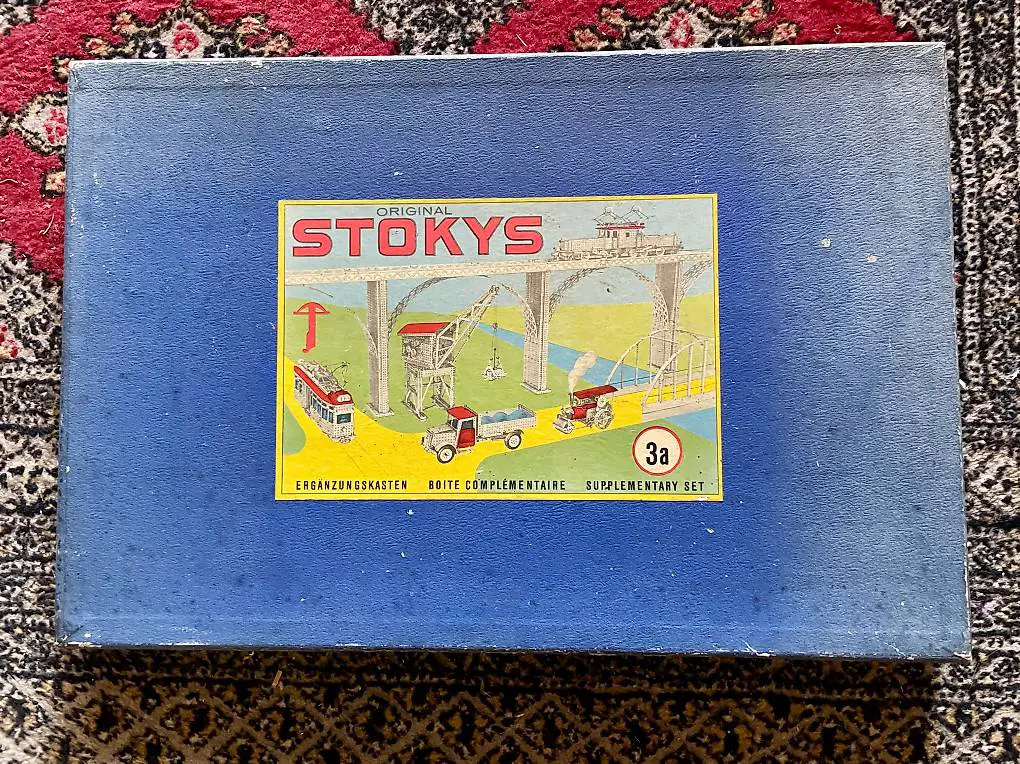 ORIGINAL
STOKYS
3a
ERGÄNZUNGSKASTEN BOITE COMPLÉMENTAIRE SUPPLEMENTARY SET